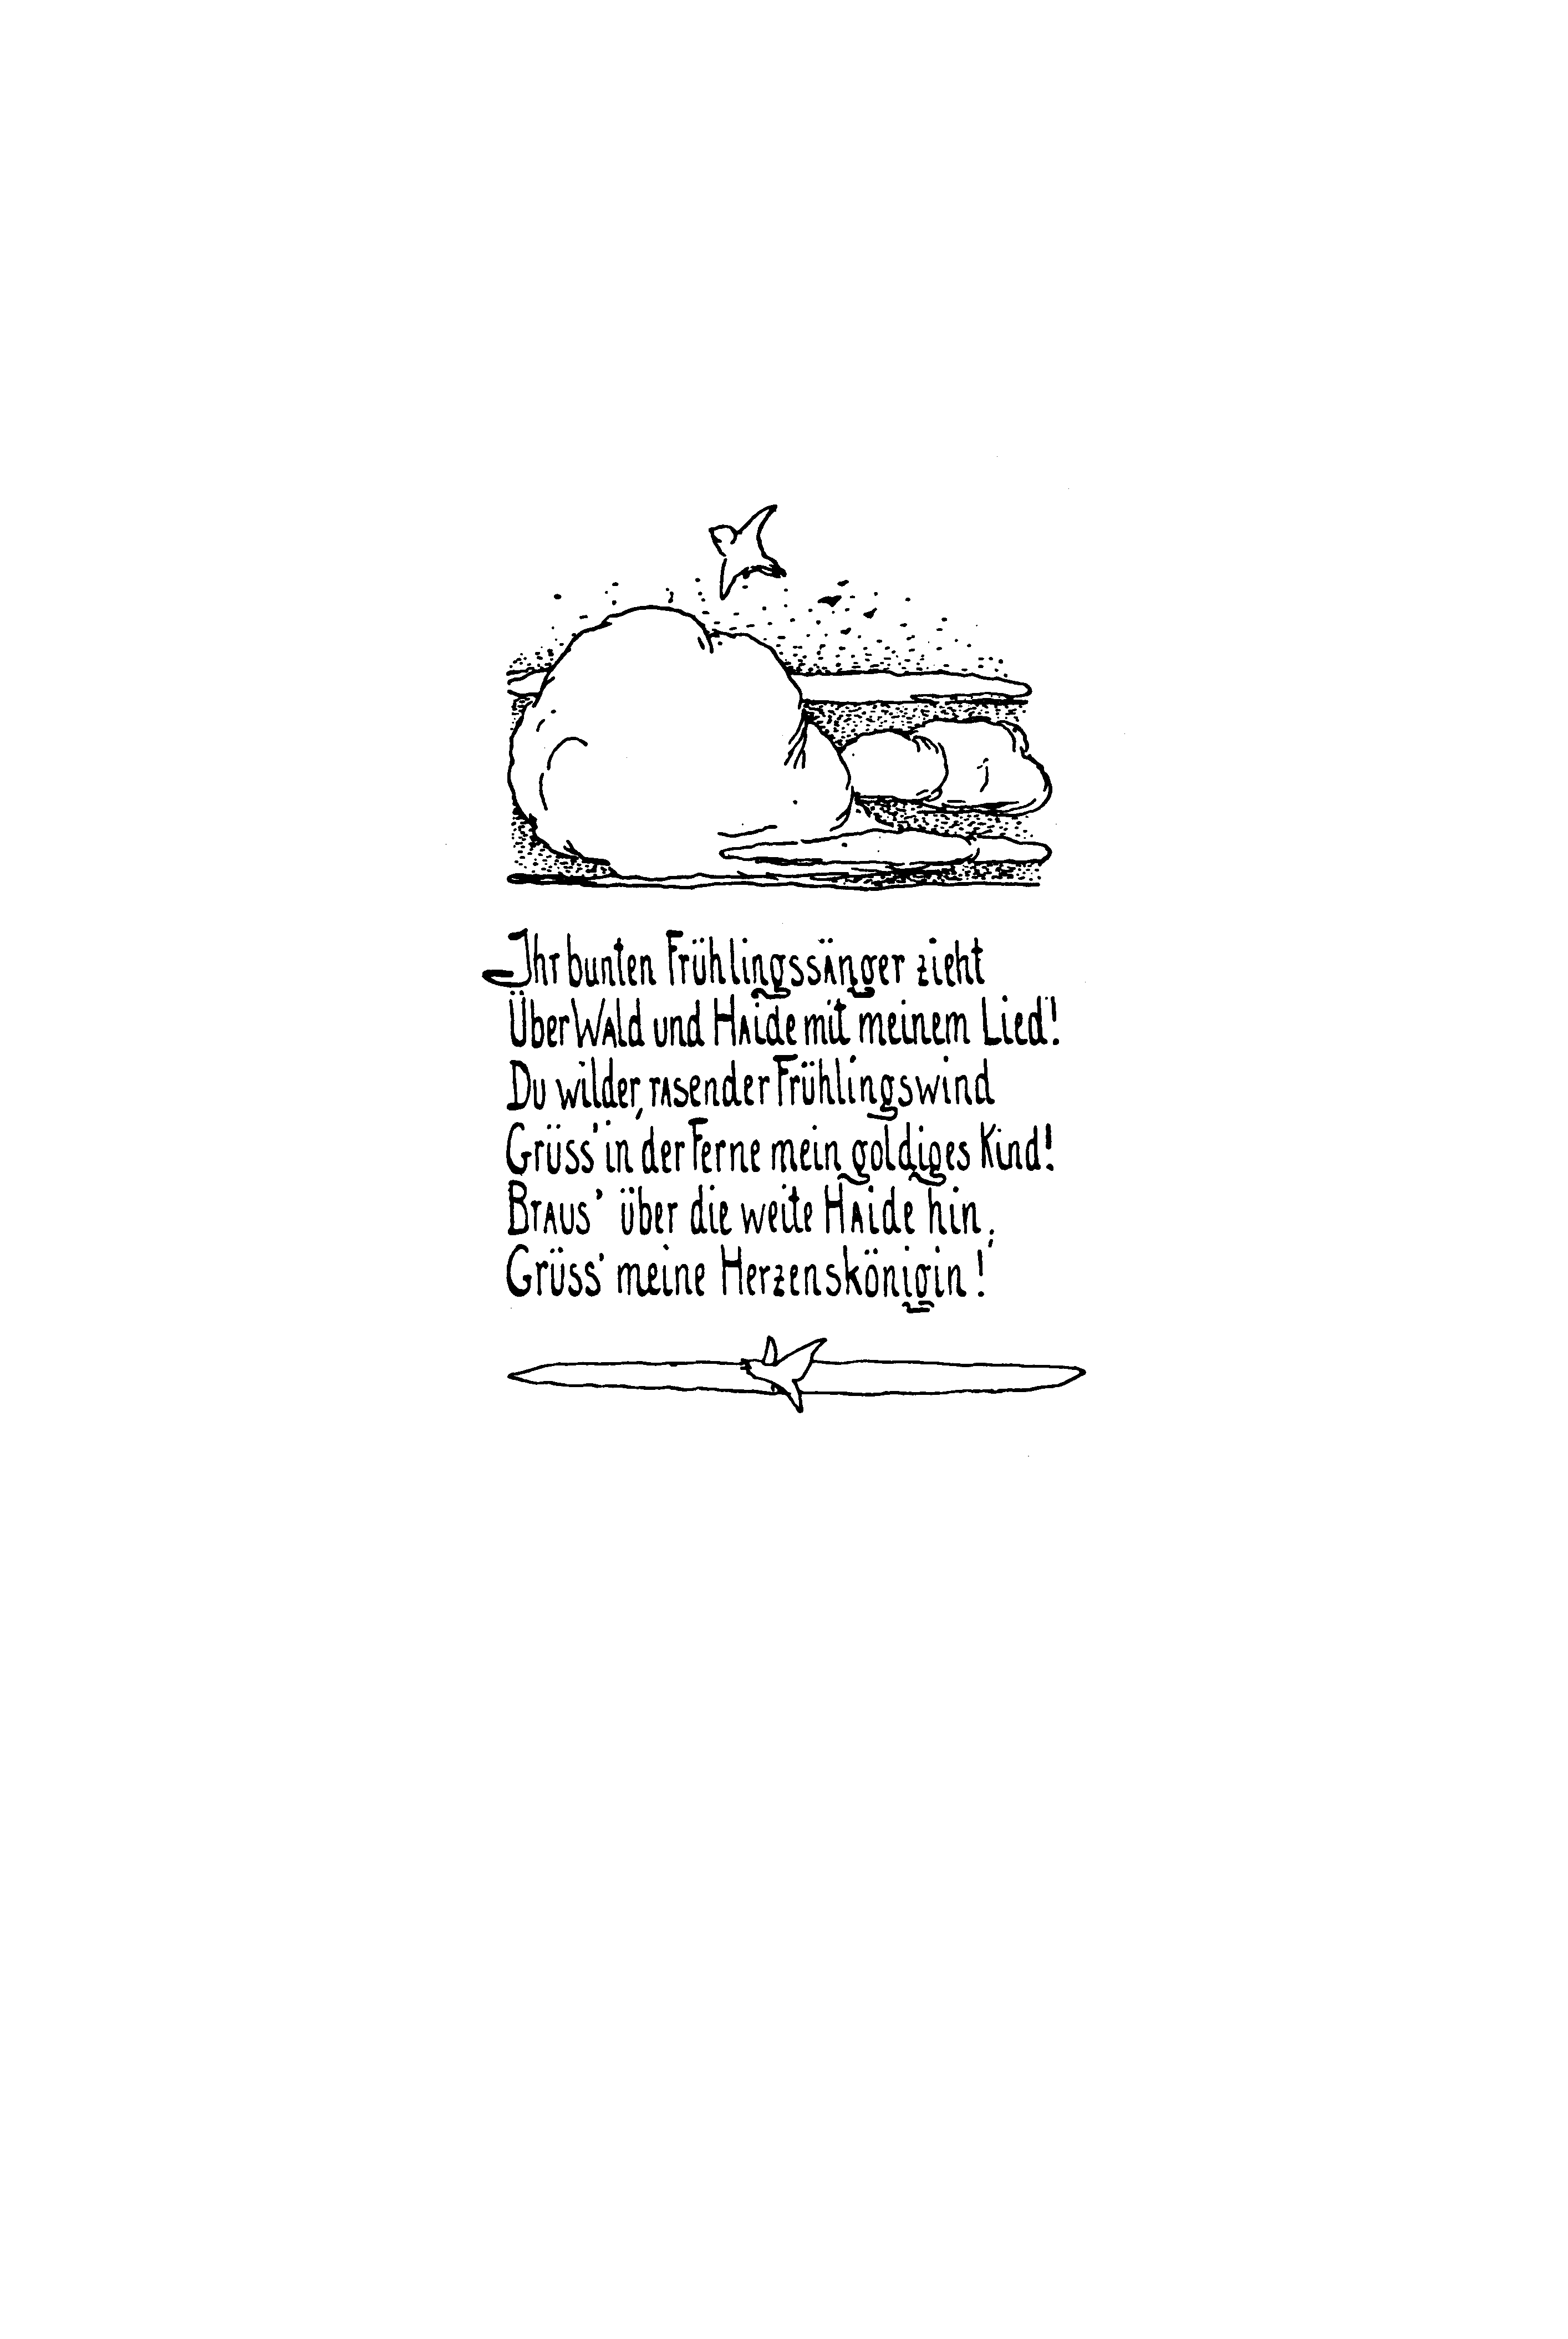 Ihr bunten Frühlingssänger zieht
Über Wald und Haide mit meinem Lied!
Du wilder, rasender Frühlingswind
Grüss' in der Ferne mein goldiges Kind!
Braus' über die weite Haide hin,
Grüss' meine Herzenskönigin!